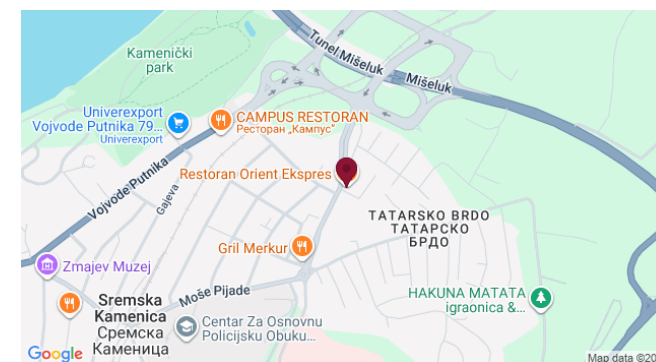 Kamenički
park
Tunel Mišeluk
Mišeluk
Univerexport
Vojvode Putnika 79...
Univerexport
CAMPUS RESTORAN
Ресторан „Кампус"
Restoran Orient Ekspres
Vojvode Putnika
Gajeva
TATARSKO BRDO
ТАТАРСКО
БРДО
Gril Merkur
Zmajev Muzej
Moše Pijade
HAKUNA MATATA
igraonica &...
Sremska
Kamenica
Сремска
Каменица
Centar Za Osnovnu
Policijsku Obuku...
Google
Map data ©20